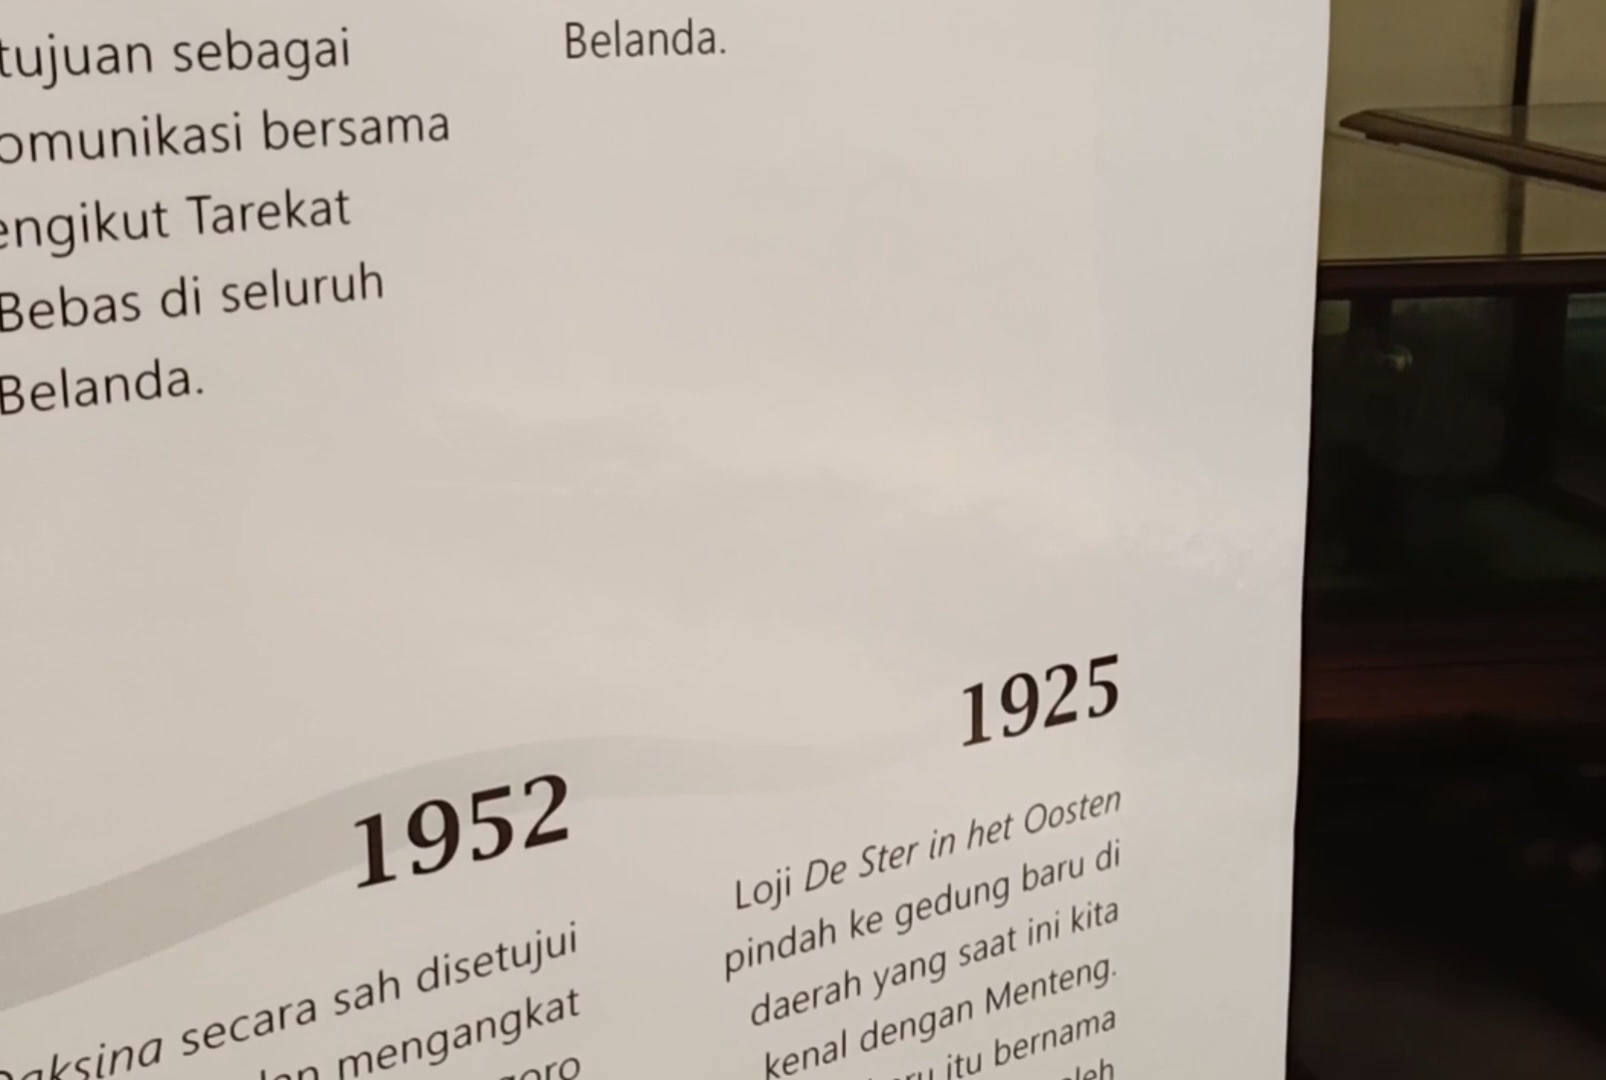 tujuan sebagai
omunikasi bersama
engikut Tarekat
Bebas di seluruh
Belanda.
Belanda.
1952
secara sah disetujui
mengangkat
1925
Loji De Ster in het Oosten
pindah ke gedung baru di
daerah yang saat ini kita
kenal dengan Menteng.
itu bernama